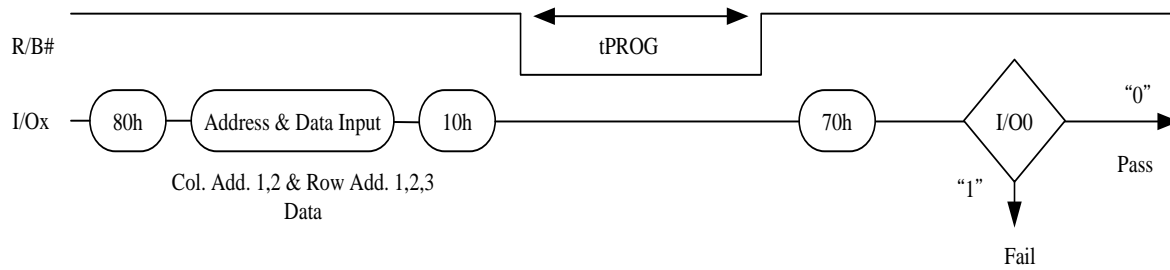 R/B#
tPROG
I/Ox
80h
Address & Data Input
10h
70h
I/O0
“0”
Pass
Col. Add. 1,2 & Row Add. 1,2,3
Data
“1”
Fail